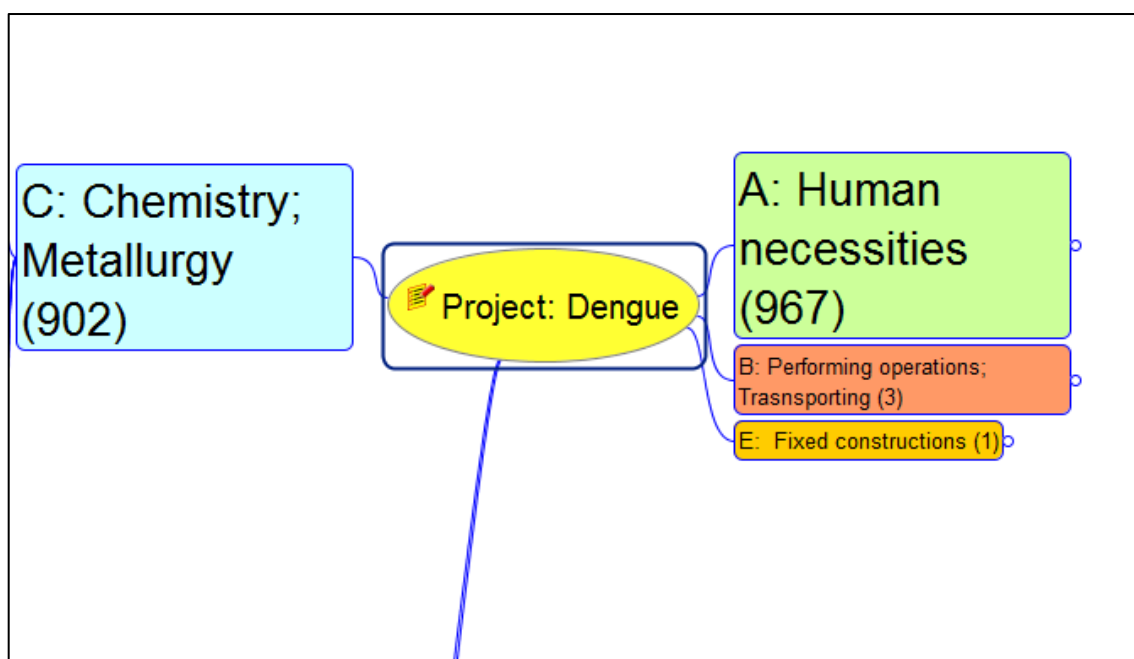 C: Chemistry;
Metallurgy
(902)
Project: Dengue
A: Human
necessities
(967)
B: Performing operations;
Trasnsporting (3)
E:  Fixed constructions (1)